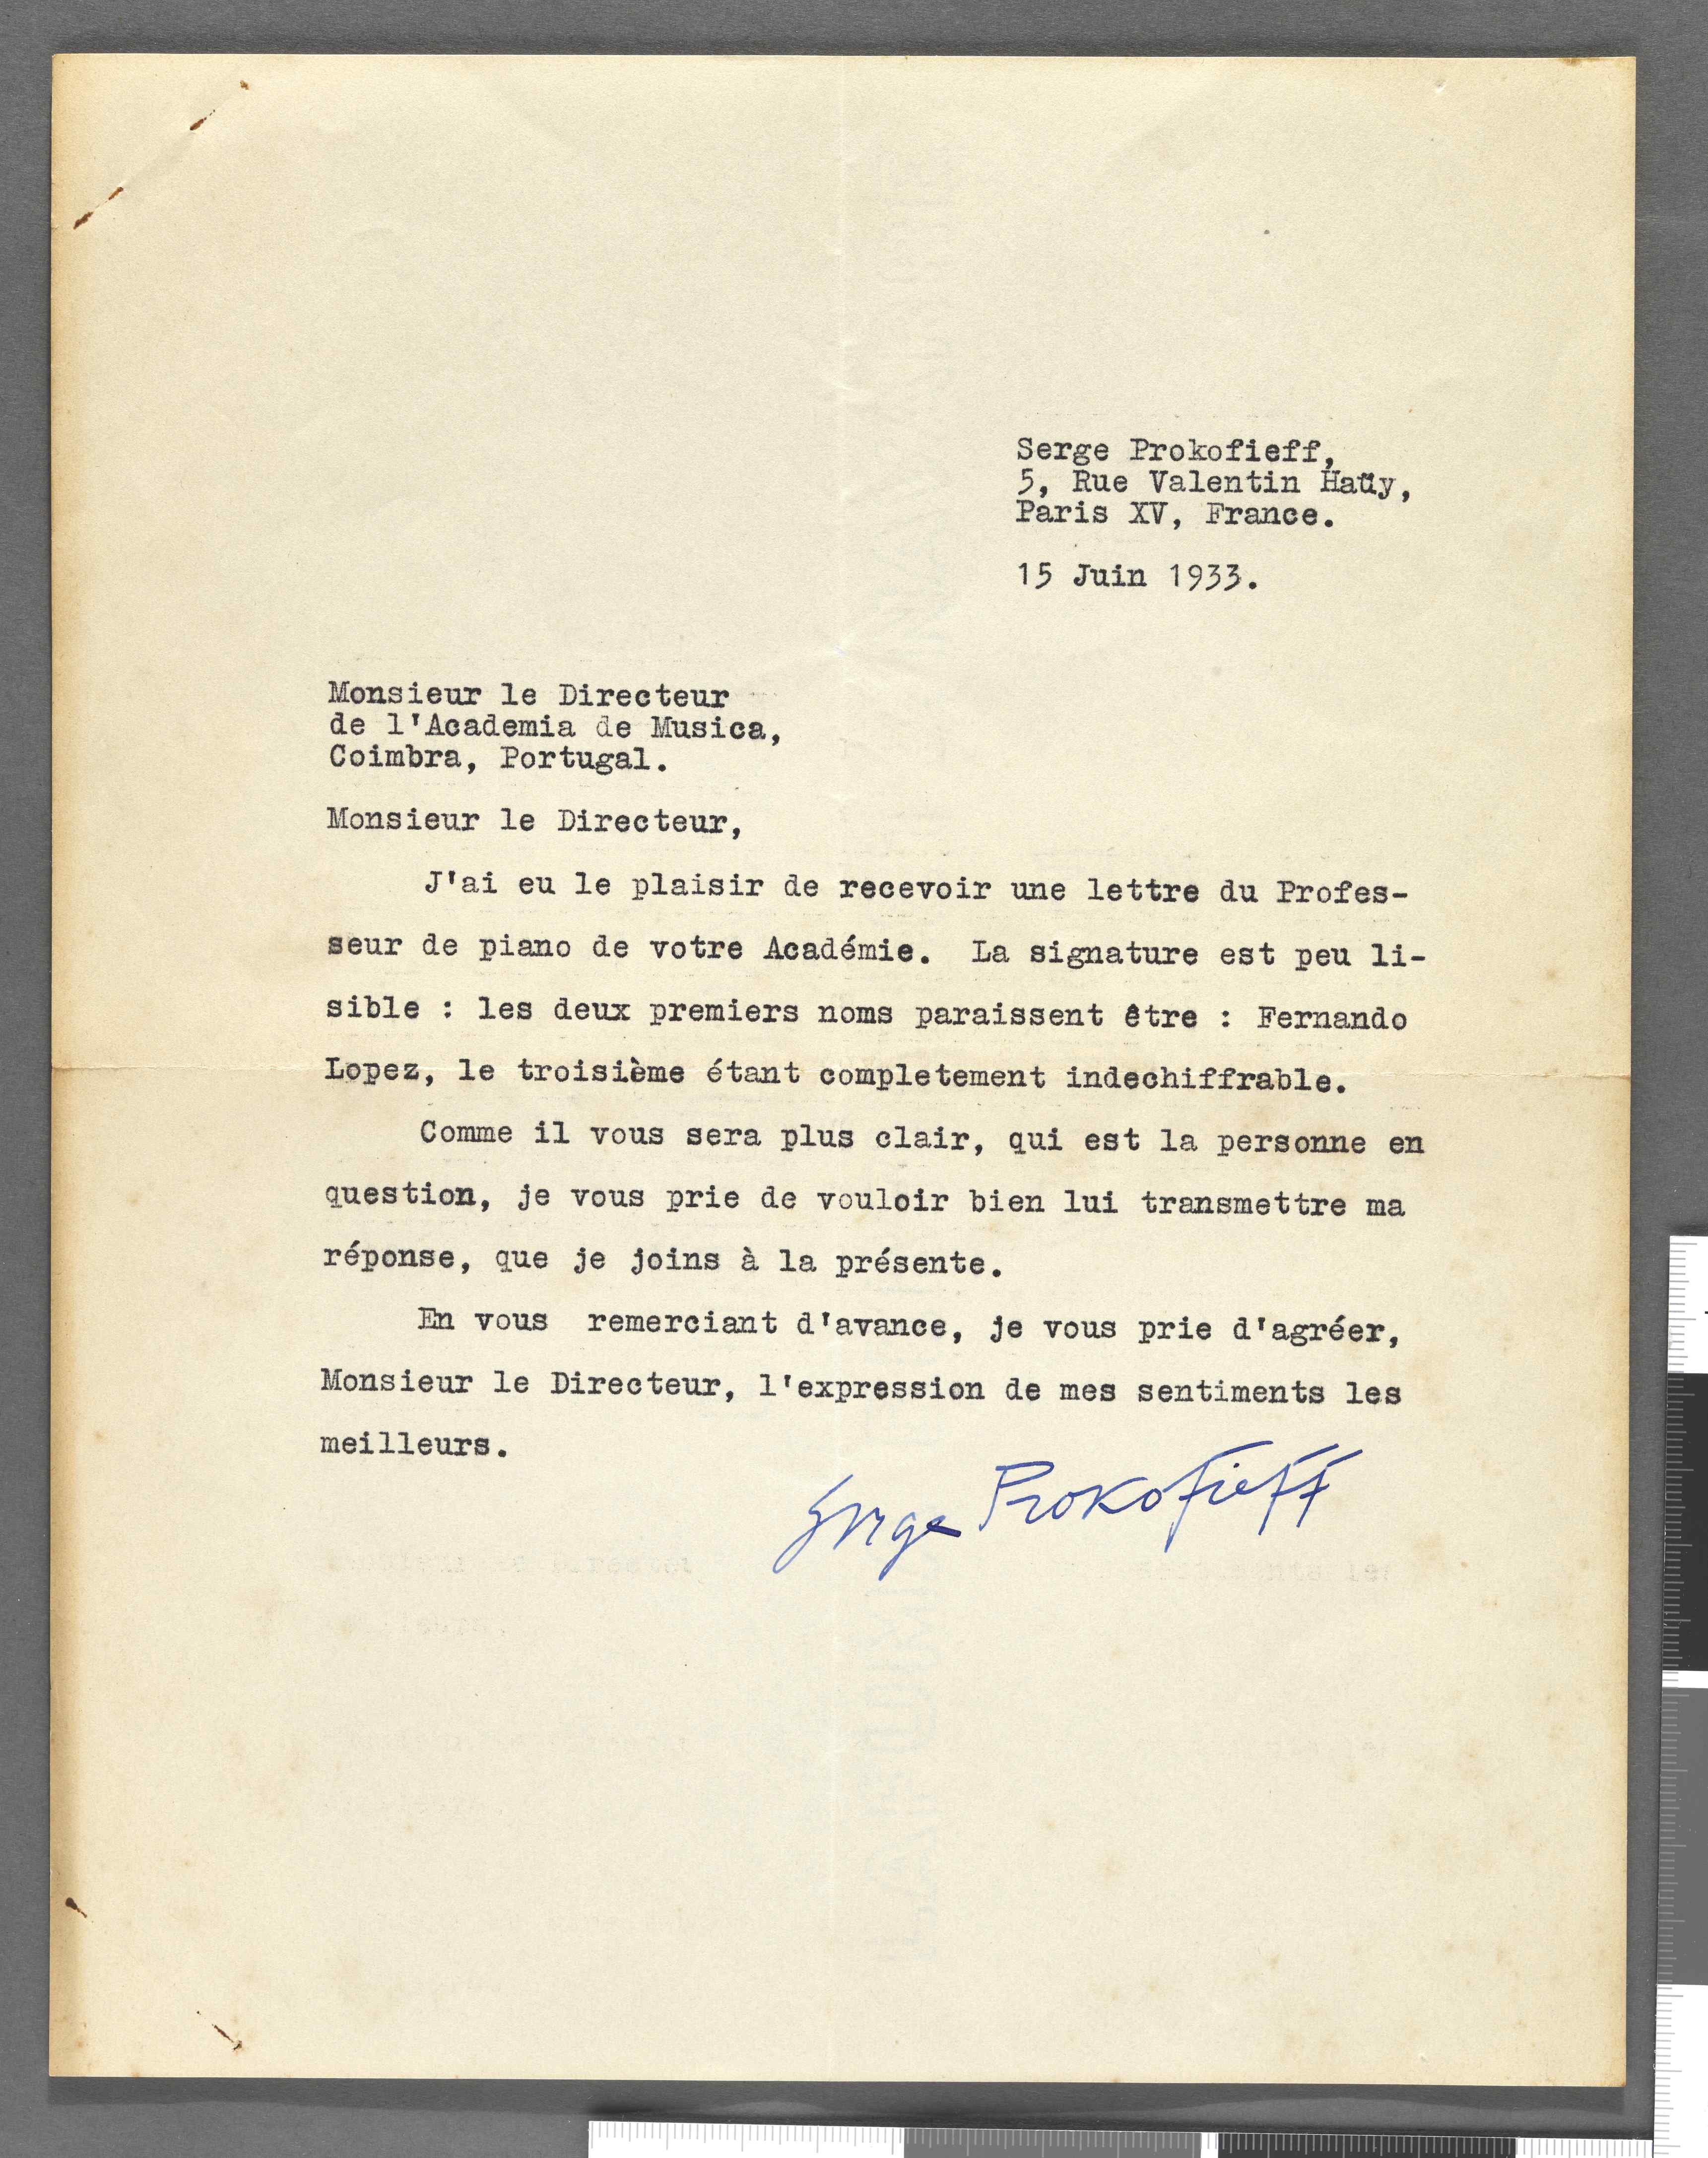 Serge Prokofieff,
5, Rue Valentin Haüy,
Paris XV, France.
15 Juin 1933.
Monsieur le Directeur
de l'Academia de Musica,
Coimbra, Portugal.
Monsieur le Directeur,
J'ai eu le plaisir de recevoir une lettre du Profes-
seur de piano de votre Académie. La signature est peu li-
sible : les deux premiers noms paraissent être : Fernando
Lopez, le troisième étant completement indechiffrable.
Comme il vous sera plus clair, qui est la personne en
question, je vous prie de vouloir bien lui transmettre ma
réponse, que je joins à la présente.
En vous remerciant d'avance, je vous prie d'agréer,
Monsieur le Directeur, l'expression de mes sentiments les
meilleurs.
Serge Prokofieff